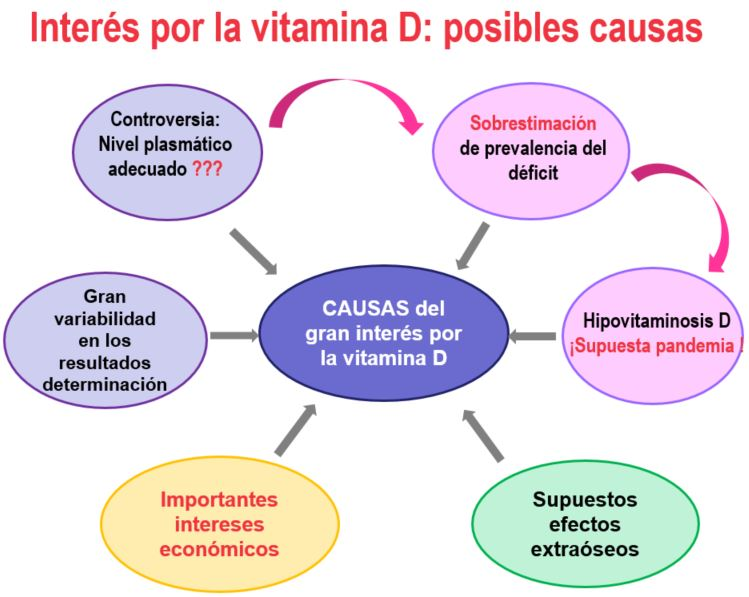 Interés por la vitamina D: posibles causas
Controversia:
Nivel plasmático
adecuado ???
Sobrestimación
de prevalencia del
déficit
Gran
variabilidad
en los
resultados
determinación
CAUSAS del
gran interés por
la vitamina D
Hipovitaminosis D
¡Supuesta pandemia !
Importantes
intereses
económicos
Supuestos
efectos
extraóseos